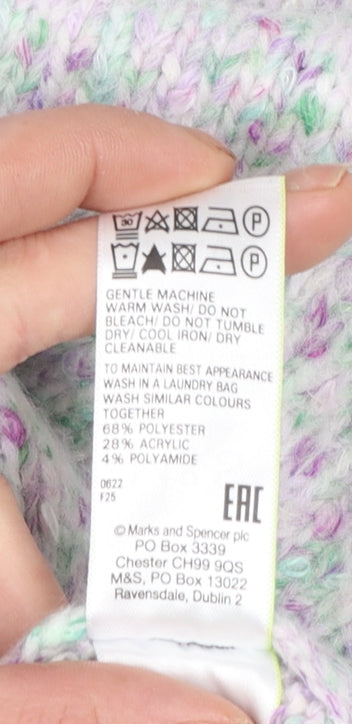 30 P
P
GENTLE MACHINE
WARM WASH/ DO NOT
BLEACH/ DO NOT TUMBLE
DRY/ COOL IRON/ DRY
CLEANABLE
TO MAINTAIN BEST APPEARANCE
WASH IN A LAUNDRY BAG
WASH SIMILAR COLOURS
TOGETHER
68% POLYESTER
28% ACRYLIC
4% POLYAMIDE
0622
F25
EAC
© Marks and Spencer plc
PO Box 3339
Chester CH99 9QS
M&S, PO Box 13022
Ravensdale, Dublin 2